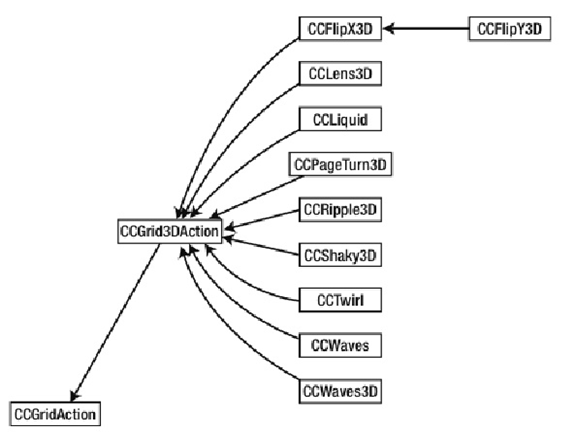 CCFlipX3D
CCFlipY3D
CCLens3D
CCLiquid
CCPageTurn3D
CCRipple3D
CCGrid3DAction
CCShaky3D
CCTwirl
CCWaves
CCWaves3D
CCGridAction